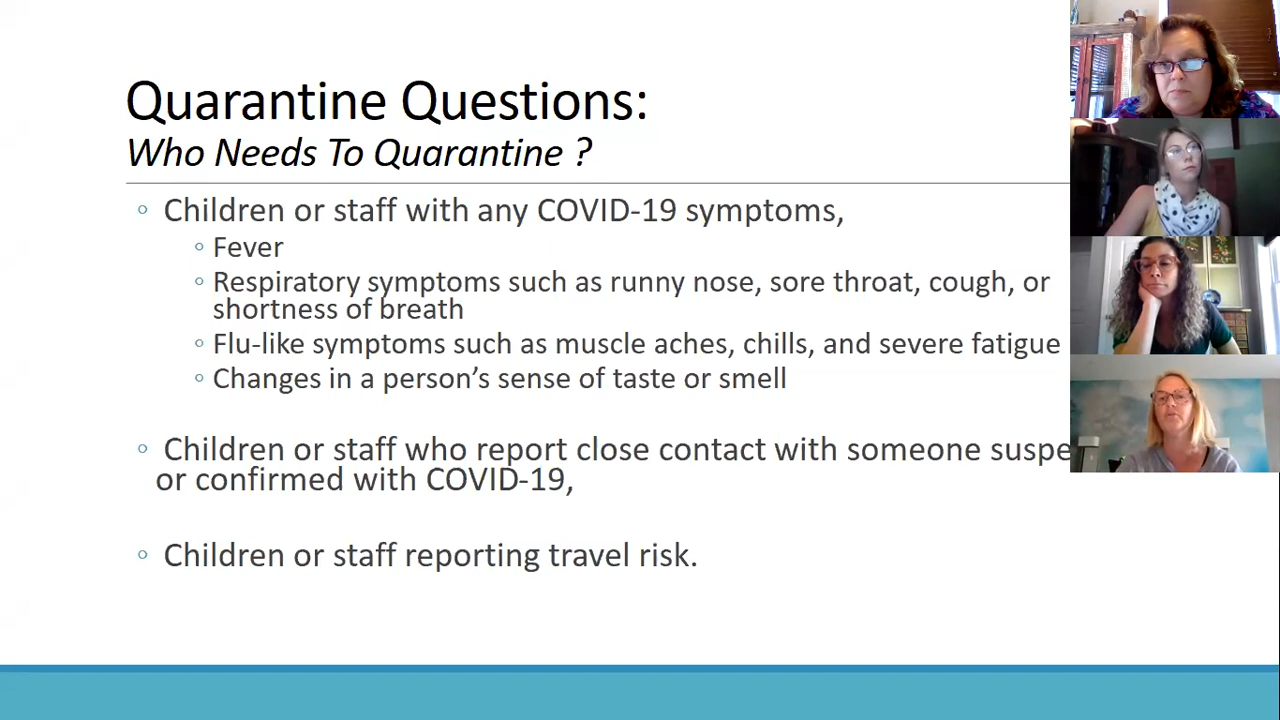 Quarantine Questions:
Who Needs To Quarantine ?
Children or staff with any COVID-19 symptoms,
Fever
Respiratory symptoms such as runny nose, sore throat, cough, or
shortness of breath
Flu-like symptoms such as muscle aches, chills, and severe fatigue
Changes in a person's sense of taste or smell
Children or staff who report close contact with someone suspe
or confirmed with COVID-19,
Children or staff reporting travel risk.